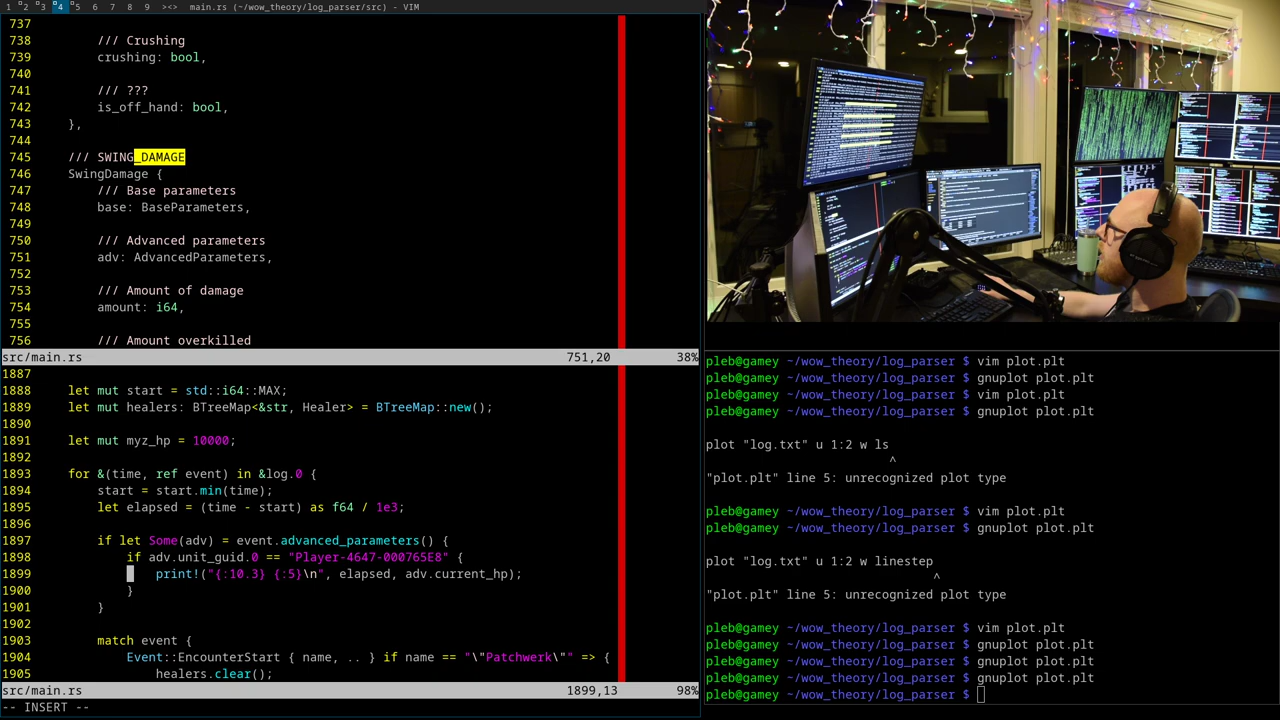 1 2 3 4 5 6 7 8 9 ><> main.rs (~/wow_theory/log_parser/src) - VIM
737
738 /// Crushing
739 crushing: bool,
740
741 /// ???
742 is_off_hand: bool,
743 },
744
745 /// SWING_DAMAGE
746 SwingDamage {
747 /// Base parameters
748 base: BaseParameters,
749
750 /// Advanced parameters
751 adv: AdvancedParameters,
752
753 /// Amount of damage
754 amount: i64,
755
756 /// Amount overkilled
src/main.rs 751,20 38%
1887
1888 let mut start = std::i64::MAX;
1889 let mut healers: BTreeMap<&str, Healer> = BTreeMap::new();
1890
1891 let mut myz_hp = 10000;
1892
1893 for &(time, ref event) in &log.0 {
1894 start = start.min(time);
1895 let elapsed = (time - start) as f64 / 1e3;
1896
1897 if let Some(adv) = event.advanced_parameters() {
1898 if adv.unit_guid.0 == "Player-4647-000765E8" {
1899 print!("{:10.3} {:5}\n", elapsed, adv.current_hp);
1900 }
1901 }
1902
1903 match event {
1904 Event::EncounterStart { name, .. } if name == "\"Patchwerk\"" => {
1905 healers.clear();
src/main.rs 1899,13 98%
-- INSERT --
pleb@gamey ~/wow_theory/log_parser $ vim plot.plt
pleb@gamey ~/wow_theory/log_parser $ gnuplot plot.plt
pleb@gamey ~/wow_theory/log_parser $ vim plot.plt
pleb@gamey ~/wow_theory/log_parser $ gnuplot plot.plt
plot "log.txt" u 1:2 w ls
^
"plot.plt" line 5: unrecognized plot type
pleb@gamey ~/wow_theory/log_parser $ vim plot.plt
pleb@gamey ~/wow_theory/log_parser $ gnuplot plot.plt
plot "log.txt" u 1:2 w linestep
^
"plot.plt" line 5: unrecognized plot type
pleb@gamey ~/wow_theory/log_parser $ vim plot.plt
pleb@gamey ~/wow_theory/log_parser $ gnuplot plot.plt
pleb@gamey ~/wow_theory/log_parser $ gnuplot plot.plt
pleb@gamey ~/wow_theory/log_parser $ gnuplot plot.plt
pleb@gamey ~/wow_theory/log_parser $